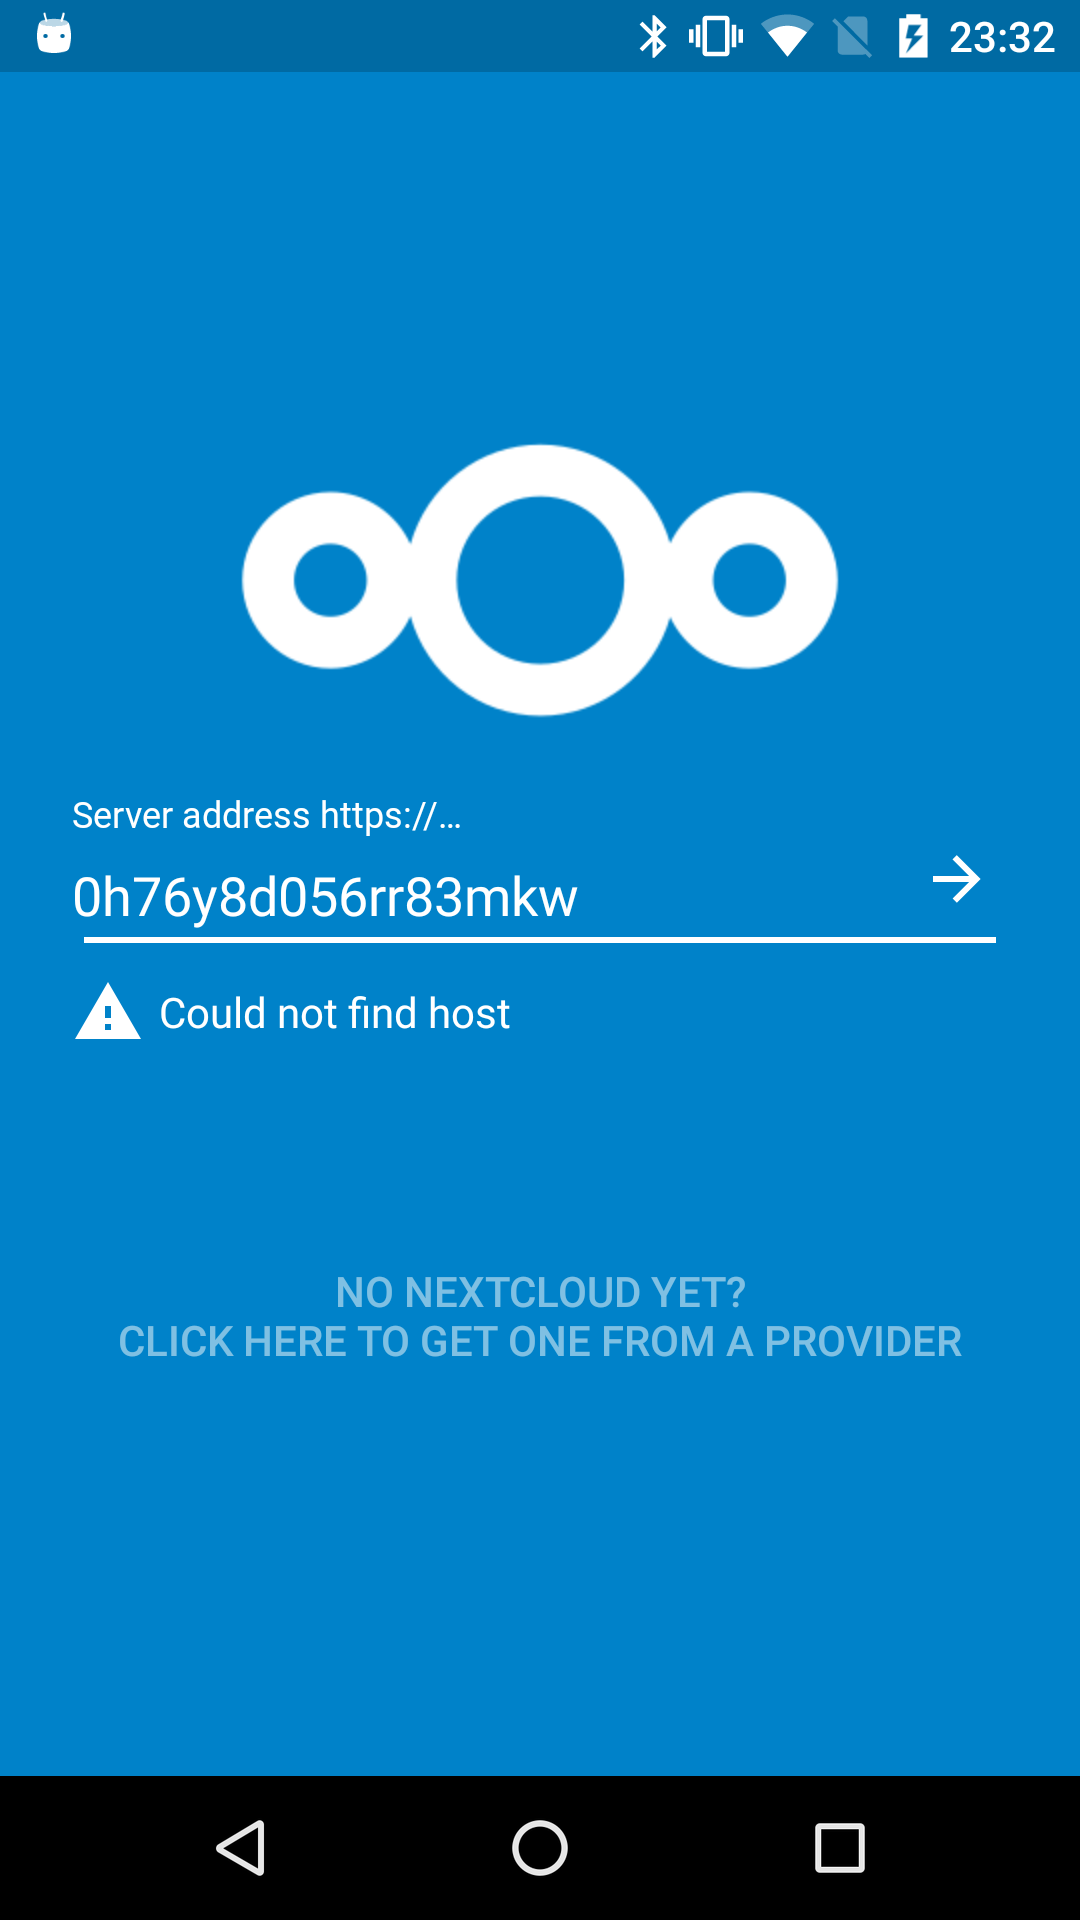 23:32
Server address https://…
0h76y8d056rr83mkw
Could not find host
NO NEXTCLOUD YET?
CLICK HERE TO GET ONE FROM A PROVIDER